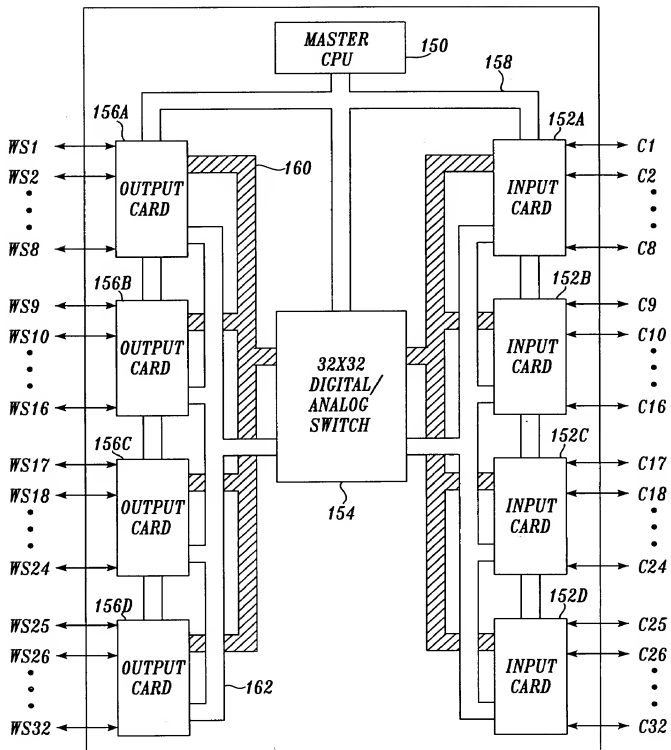 MASTER
CPU
150
158
156A
152A
WS1
WS2
WS8
OUTPUT
CARD
160
INPUT
CARD
C1
C2
C8
156B
152B
WS9
WS10
WS16
OUTPUT
CARD
32X32
DIGITAL/
ANALOG
SWITCH
INPUT
CARD
C9
C10
C16
156C
152C
WS17
WS18
WS24
OUTPUT
CARD
154
INPUT
CARD
C17
C18
C24
156D
152D
WS25
WS26
WS32
OUTPUT
CARD
162
INPUT
CARD
C25
C26
C32